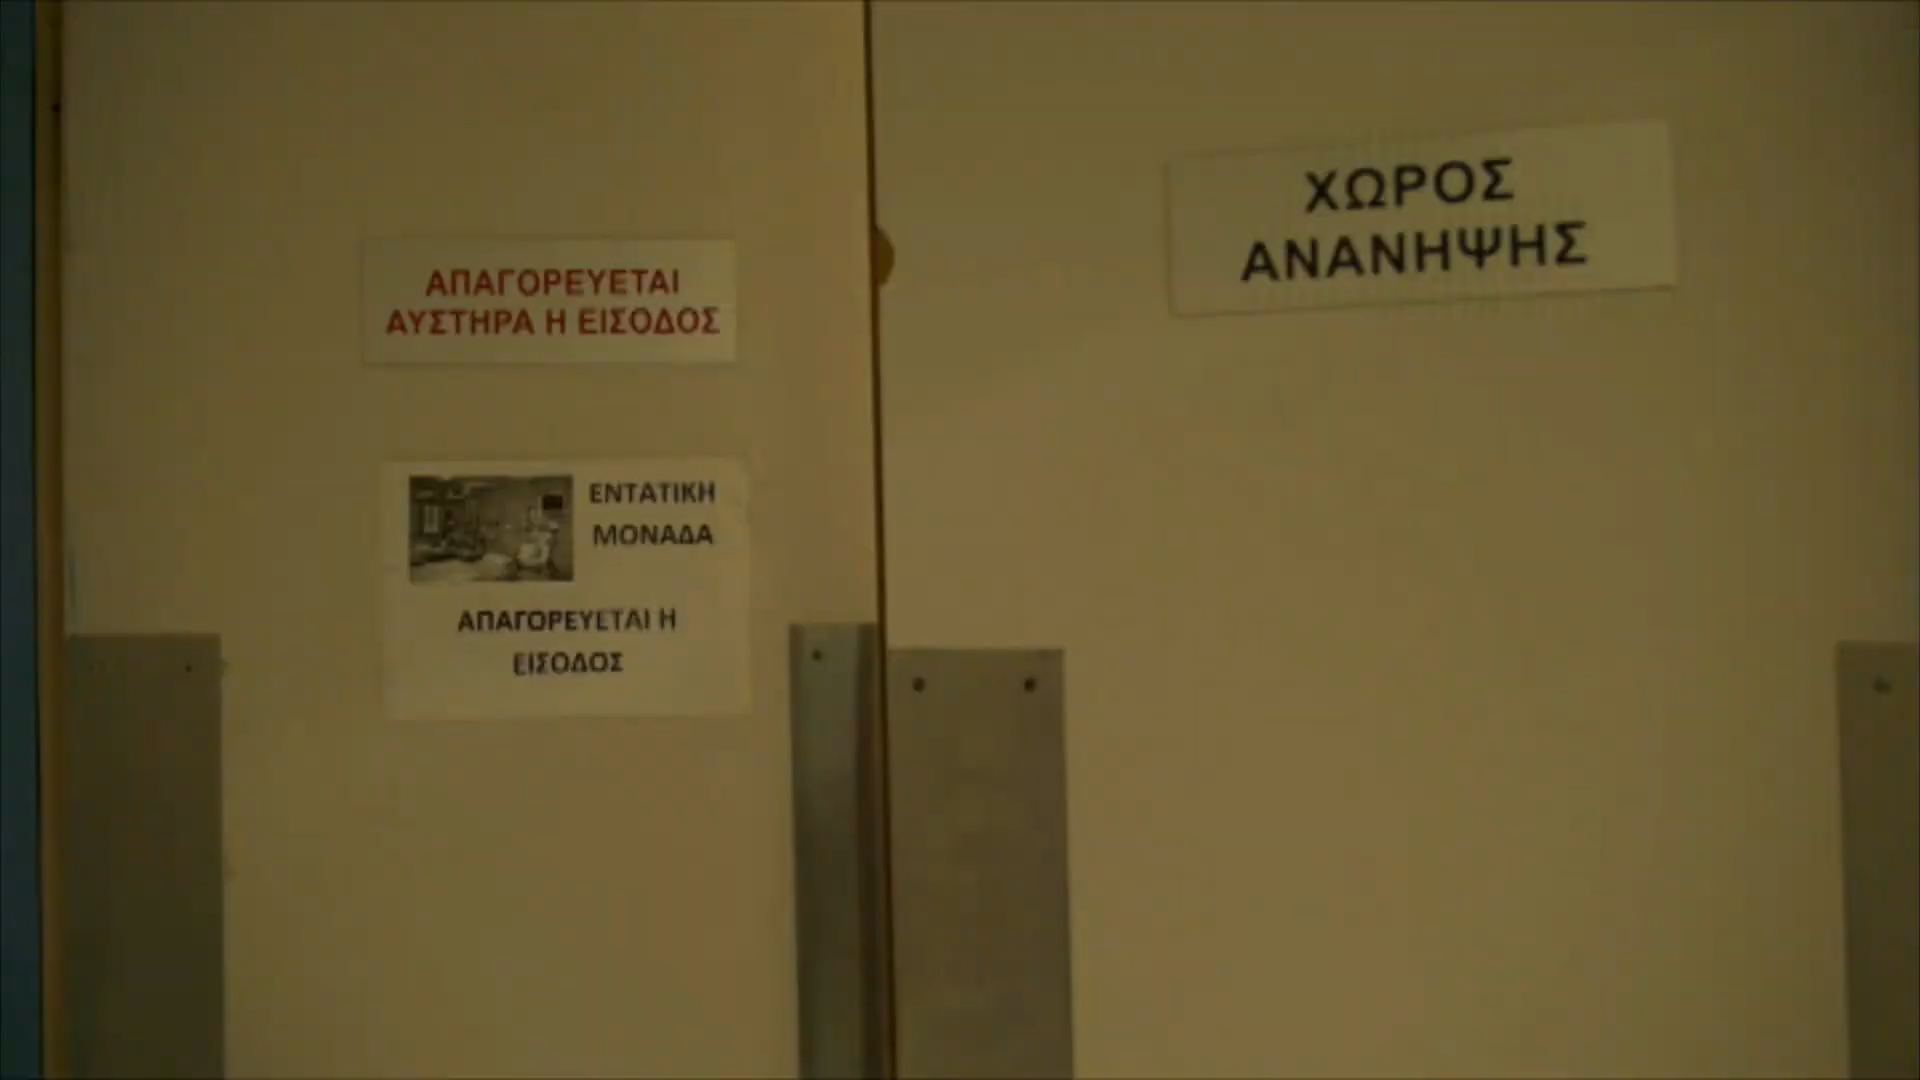 ΑΠΑΓΟΡΕΥΕΤΑΙ
ΑΥΣΤΗΡΑ Η ΕΙΣΟΔΟΣ
ΕΝΤΑΤΙΚΗ
ΜΟΝΑΔΑ
ΑΠΑΓΟΡΕΥΕΤΑΙ Η
ΕΙΣΟΔΟΣ
ΧΩΡΟΣ
ΑΝΑΝΗΨΗΣ